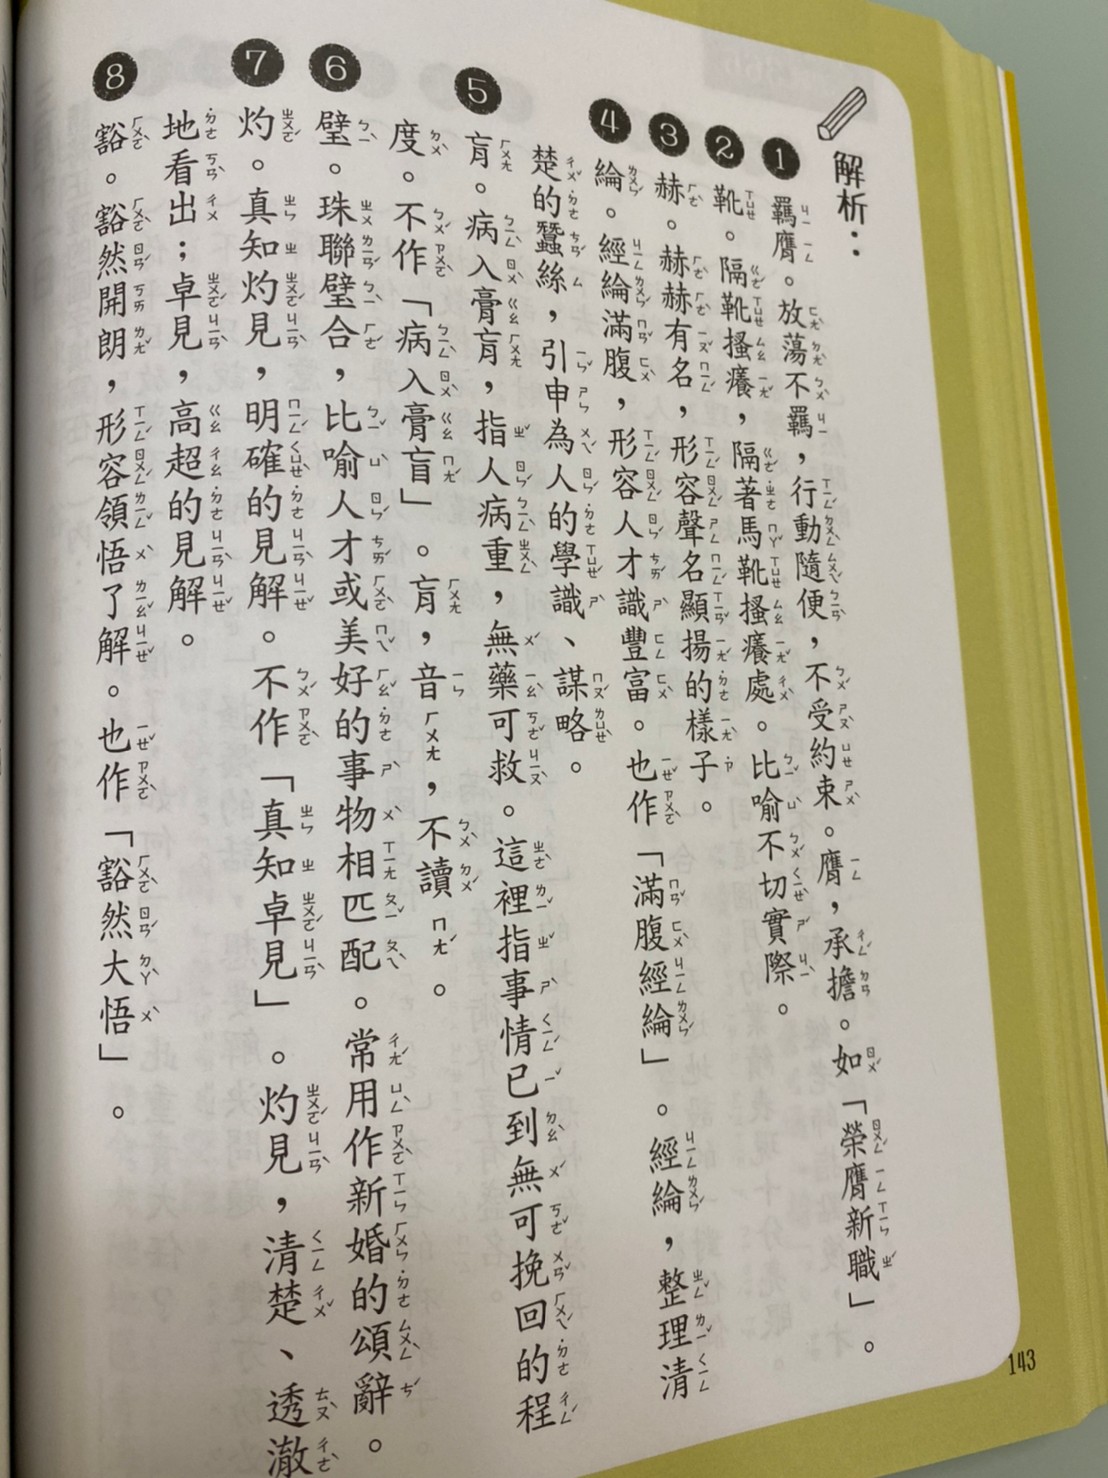 解析：
1 羈膺。放蕩不羈，行動隨便，不受約束。膺，承擔。如「榮膺新職」。
2 靴。隔靴搔癢，隔著馬靴搔癢處。比喻不切實際。
3 赫。赫赫有名，形容聲名顯揚的樣子。
4 綸。經綸滿腹，形容人才識豐富。也作「滿腹經綸」。經綸，整理清
楚的蠶絲，引申為人的學識、謀略。
5 肓。病入膏肓，指人病重，無藥可救。這裡指事情已到無可挽回的程
度。不作「病入膏盲」。肓，音ㄏㄨㄤ，不讀ㄇㄤˊ。
6 璧。珠聯璧合，比喻人才或美好的事物相匹配。常用作新婚的頌辭。
7 灼。真知灼見，明確的見解。不作「真知卓見」。灼見，清楚、透澈
地看出；卓見，高超的見解。
8 豁。豁然開朗，形容領悟了解。也作「豁然大悟」。
143